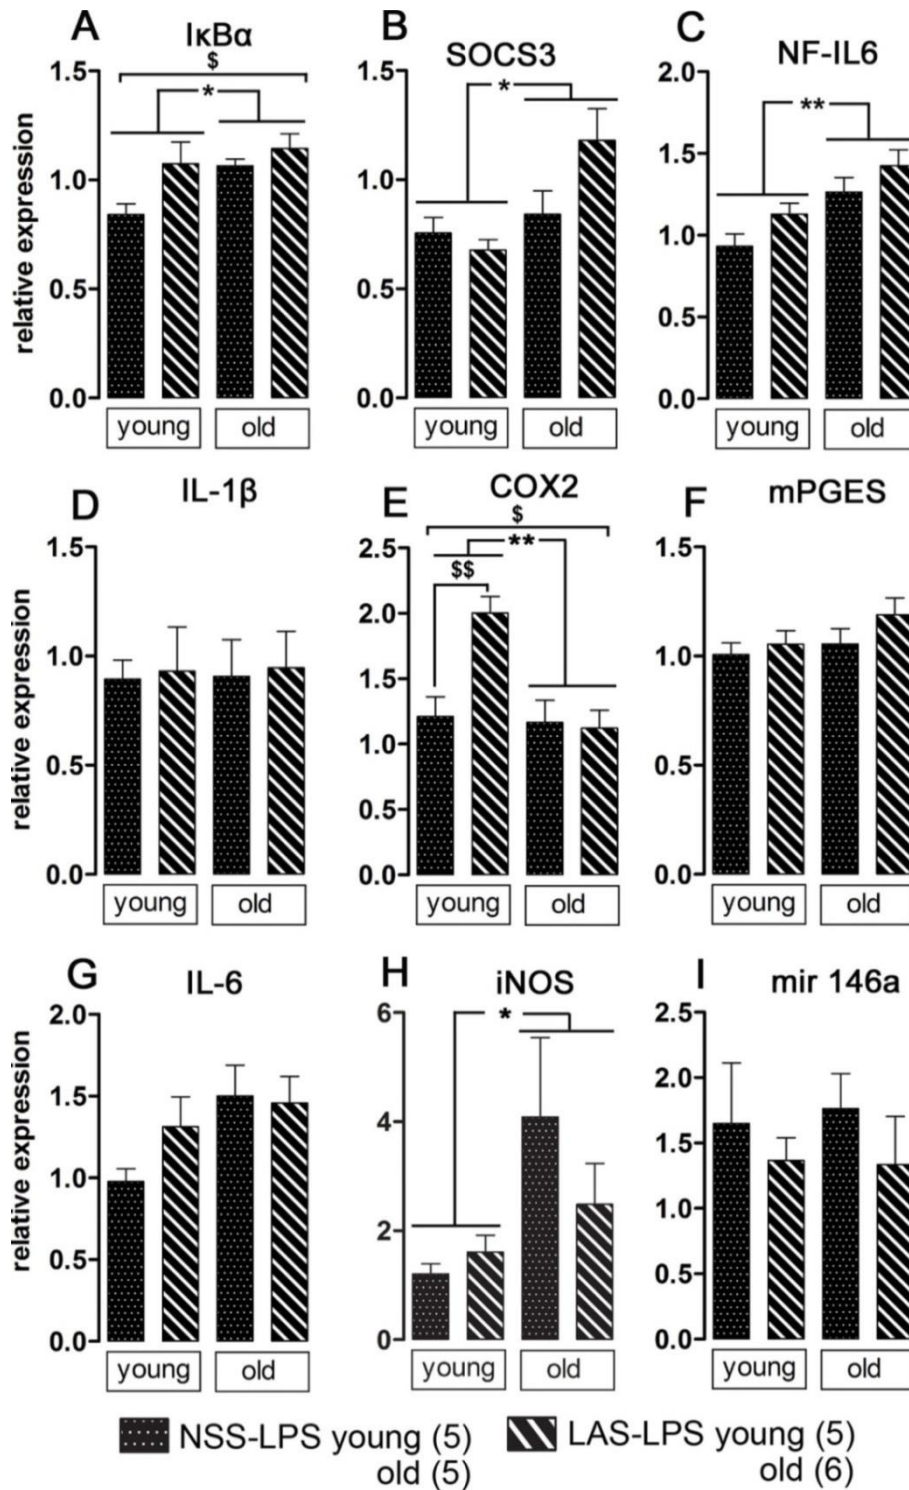 A
IκBα
B
SOCS3
C
NF-IL6
$
*
*
**
relative expression
1.5
1.0
0.5
0.0
1.5
1.0
0.5
0.0
2.0
1.5
1.0
0.5
0.0
young
old
young
old
young
old
D
IL-1β
E
COX2
F
mPGES
$
**
$$
relative expression
1.5
1.0
0.5
0.0
2.5
2.0
1.5
1.0
0.5
0.0
1.5
1.0
0.5
0.0
young
old
young
old
young
old
G
IL-6
H
iNOS
I
mir 146a
*
relative expression
2.0
1.5
1.0
0.5
0.0
6
4
2
0
2.5
2.0
1.5
1.0
0.5
0.0
young
old
young
old
young
old
NSS-LPS young (5)
old (5)
LAS-LPS young (5)
old (6)